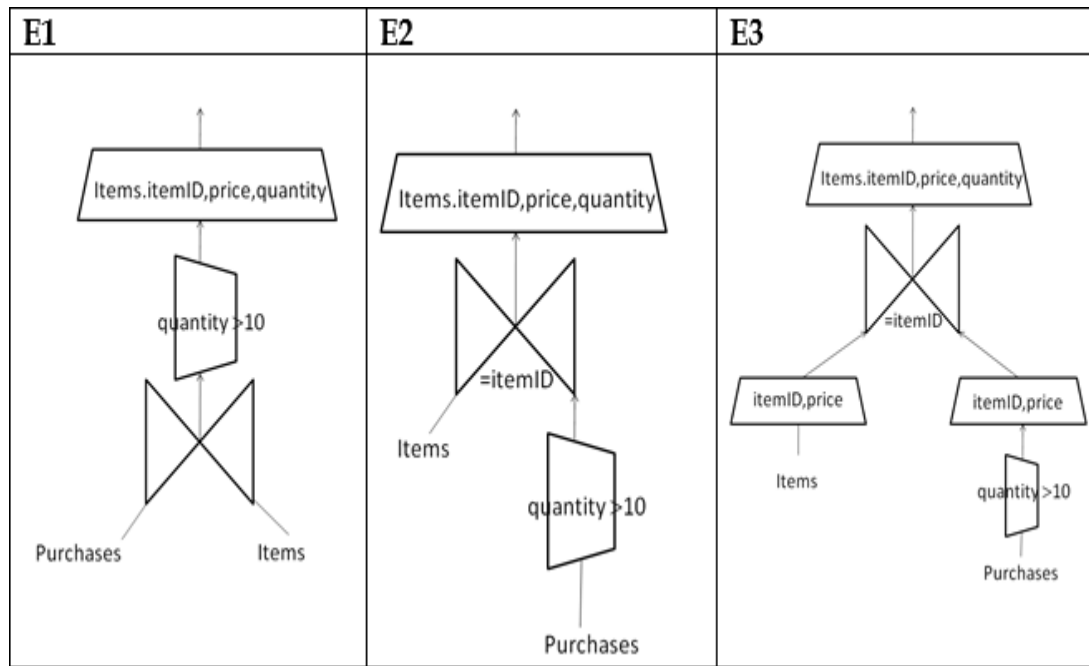 E1
E2
E3
Items.itemID,price,quantity
quantity >10
Purchases
Items
Items.itemID,price,quantity
=itemID
Items
quantity >10
Purchases
Items.itemID,price,quantity
=itemID
itemID,price
itemID,price
Items
quantity >10
Purchases